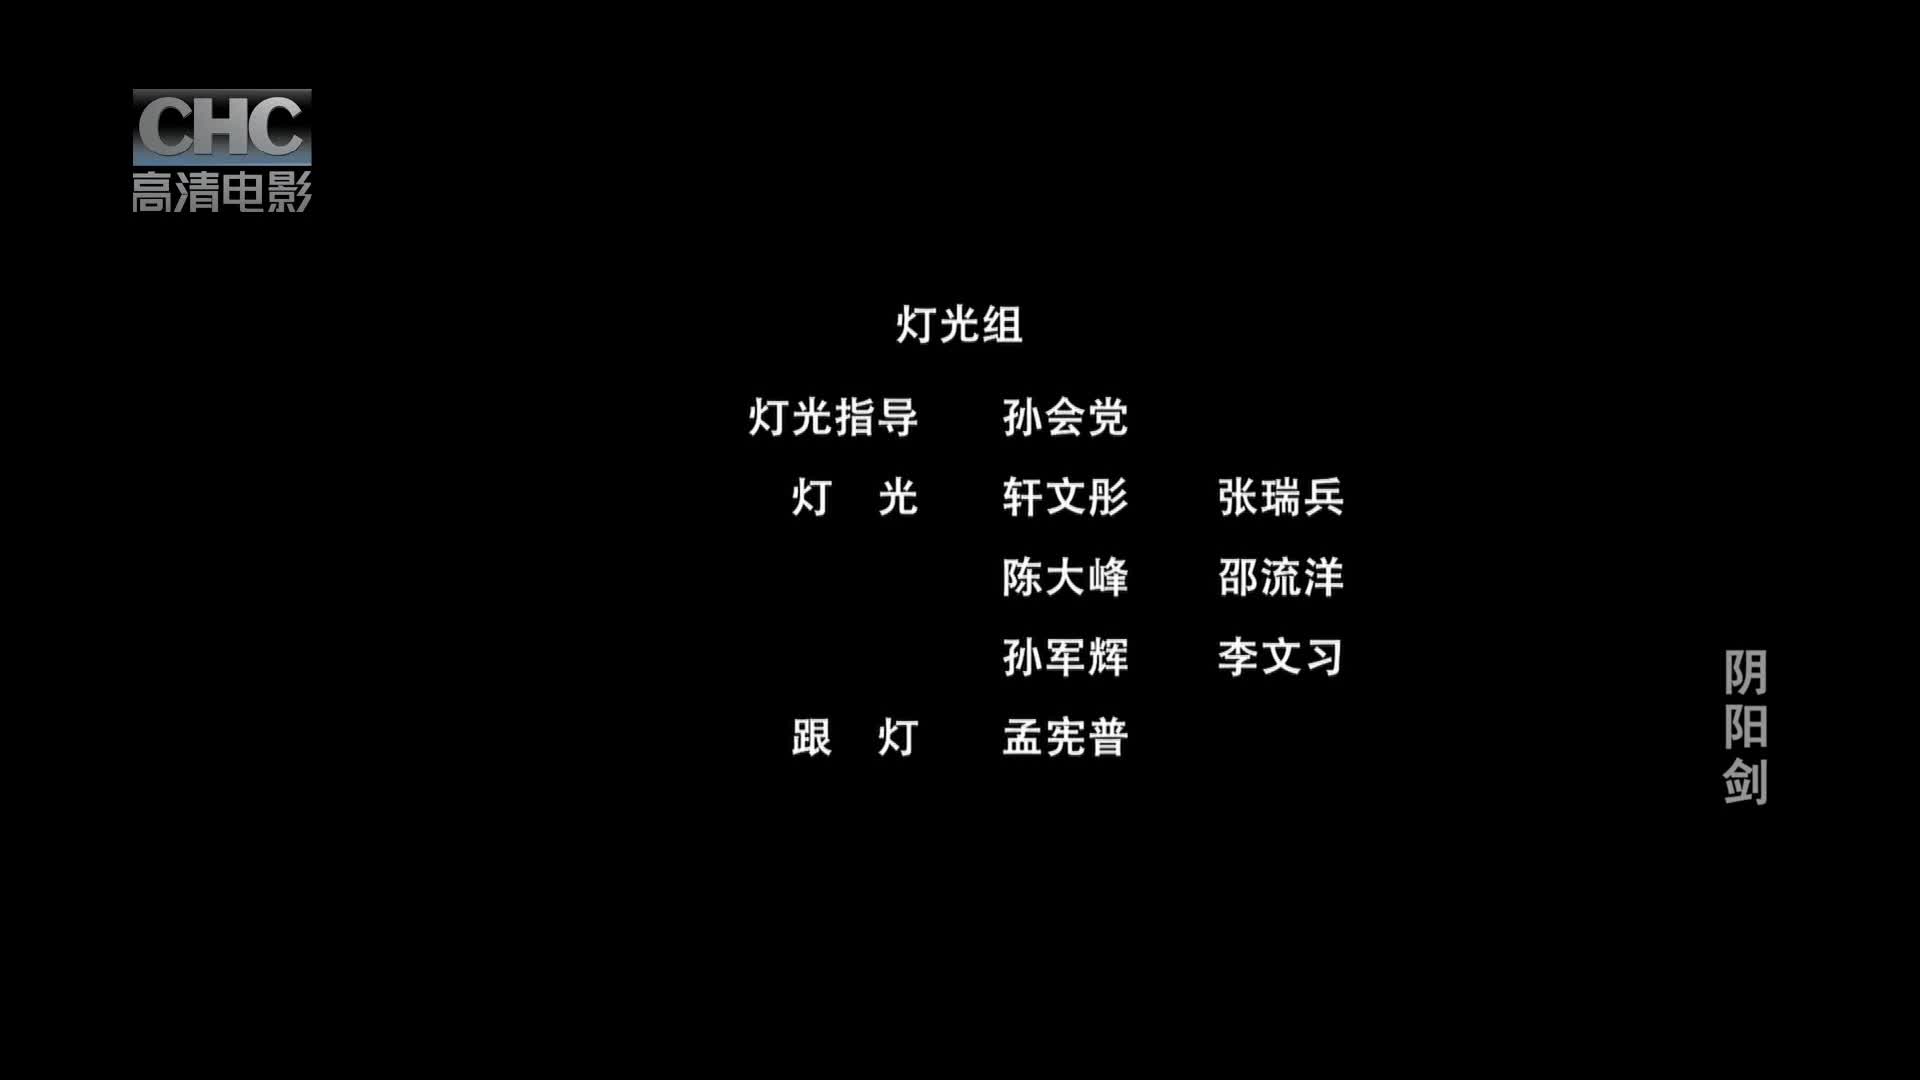 CHC
高清电影
灯光组
灯光指导 孙会党
灯 光 轩文彤 张瑞兵
陈大峰 邵流洋
孙军辉 李文习
跟 灯 孟宪普
阴阳剑